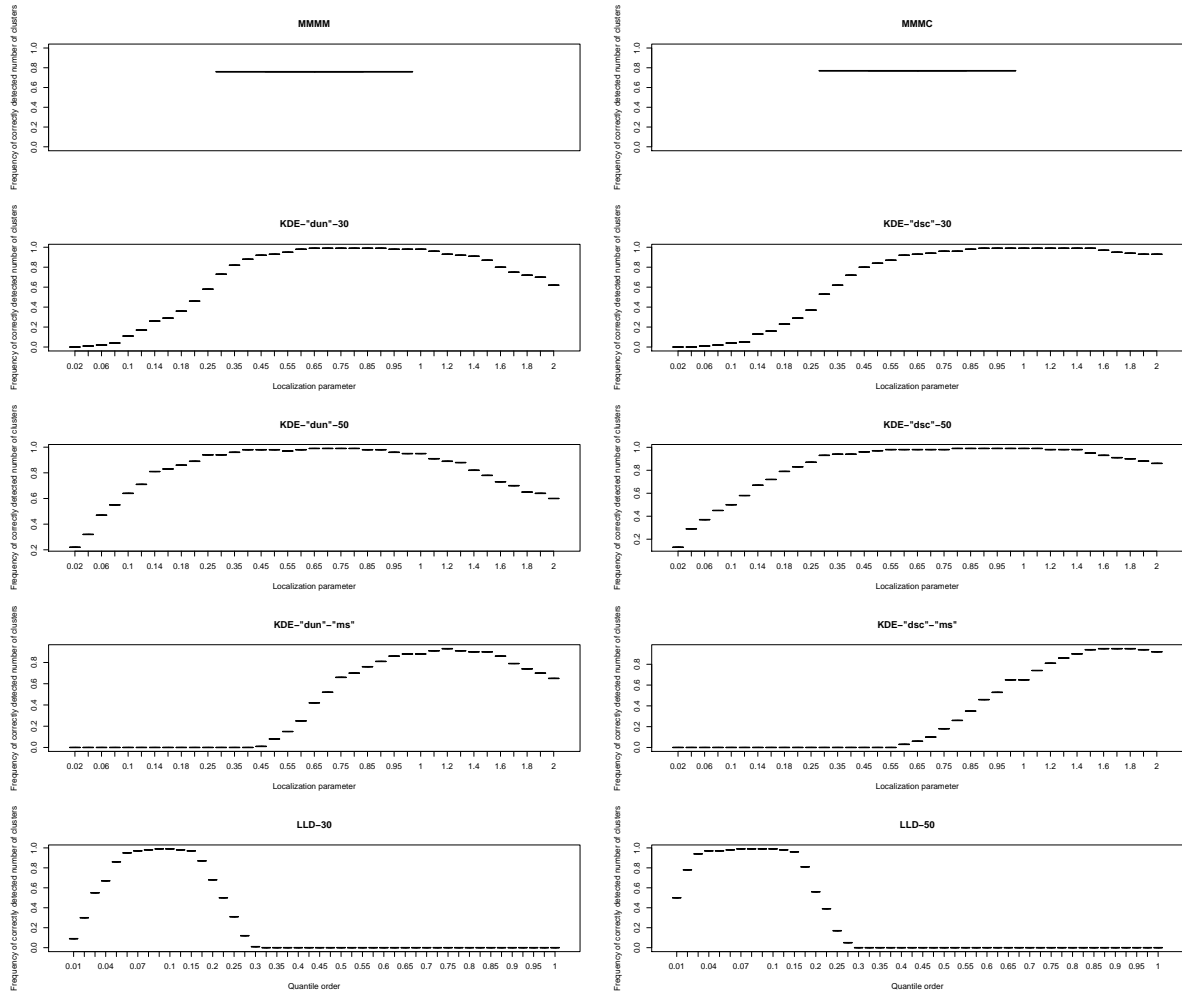 MMMM
Frequency of correctly detected number of clusters
0.0 0.2 0.4 0.6 0.8 1.0
MMMC
Frequency of correctly detected number of clusters
0.0 0.2 0.4 0.6 0.8 1.0
KDE−"dun"−30
Frequency of correctly detected number of clusters
0.0 0.2 0.4 0.6 0.8 1.0
0.02 0.06 0.1 0.14 0.18 0.25 0.35 0.45 0.55 0.65 0.75 0.85 0.95 1 1.2 1.4 1.6 1.8 2
Localization parameter
KDE−"dsc"−30
Frequency of correctly detected number of clusters
0.0 0.2 0.4 0.6 0.8 1.0
0.02 0.06 0.1 0.14 0.18 0.25 0.35 0.45 0.55 0.65 0.75 0.85 0.95 1 1.2 1.4 1.6 1.8 2
Localization parameter
KDE−"dun"−50
Frequency of correctly detected number of clusters
0.2 0.4 0.6 0.8 1.0
0.02 0.06 0.1 0.14 0.18 0.25 0.35 0.45 0.55 0.65 0.75 0.85 0.95 1 1.2 1.4 1.6 1.8 2
Localization parameter
KDE−"dsc"−50
Frequency of correctly detected number of clusters
0.2 0.4 0.6 0.8 1.0
0.02 0.06 0.1 0.14 0.18 0.25 0.35 0.45 0.55 0.65 0.75 0.85 0.95 1 1.2 1.4 1.6 1.8 2
Localization parameter
KDE−"dun"−"ms"
Frequency of correctly detected number of clusters
0.0 0.2 0.4 0.6 0.8
0.02 0.06 0.1 0.14 0.18 0.25 0.35 0.45 0.55 0.65 0.75 0.85 0.95 1 1.2 1.4 1.6 1.8 2
Localization parameter
KDE−"dsc"−"ms"
Frequency of correctly detected number of clusters
0.0 0.2 0.4 0.6 0.8
0.02 0.06 0.1 0.14 0.18 0.25 0.35 0.45 0.55 0.65 0.75 0.85 0.95 1 1.2 1.4 1.6 1.8 2
Localization parameter
LLD−30
Frequency of correctly detected number of clusters
0.0 0.2 0.4 0.6 0.8 1.0
0.01 0.04 0.07 0.1 0.15 0.2 0.25 0.3 0.35 0.4 0.45 0.5 0.55 0.6 0.65 0.7 0.75 0.8 0.85 0.9 0.95 1
Quantile order
LLD−50
Frequency of correctly detected number of clusters
0.0 0.2 0.4 0.6 0.8 1.0
0.01 0.04 0.07 0.1 0.15 0.2 0.25 0.3 0.35 0.4 0.45 0.5 0.55 0.6 0.65 0.7 0.75 0.8 0.85 0.9 0.95 1
Quantile order